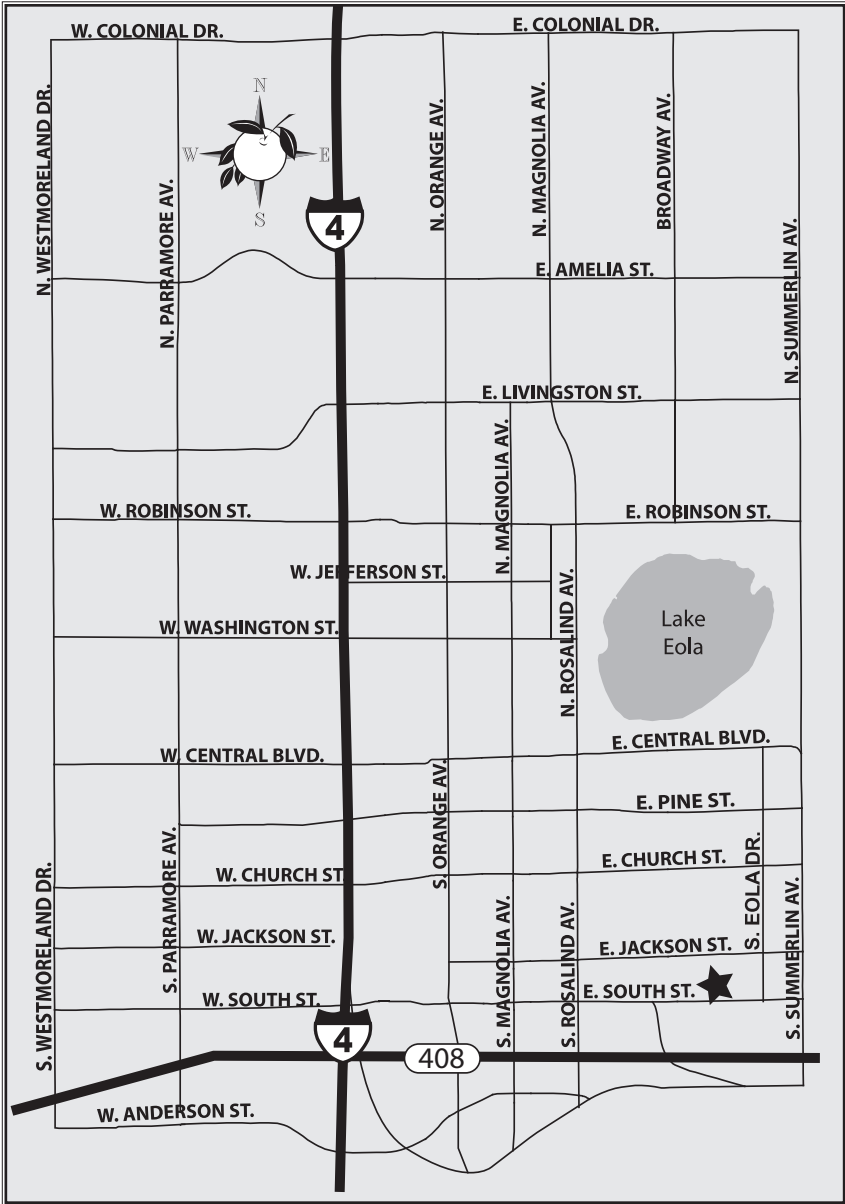 W. COLONIAL DR.
E. COLONIAL DR.
N. WESTMORELAND DR.
N. PARRAMORE AV.
N
W
E
S
4
N. ORANGE AV.
N. MAGNOLIA AV.
BROADWAY AV.
N. SUMMERLIN AV.
E. AMELIA ST.
E. LIVINGSTON ST.
N. MAGNOLIA AV.
W. ROBINSON ST.
E. ROBINSON ST.
W. JEFFERSON ST.
N. ROSALIND AV.
W. WASHINGTON ST.
Lake
Eola
W. CENTRAL BLVD.
E. CENTRAL BLVD.
S. ORANGE AV.
E. PINE ST.
S. PARRAMORE AV.
S. WESTMORELAND DR.
W. CHURCH ST.
E. CHURCH ST.
S. EOLA DR.
S. SUMMERLIN AV.
S. MAGNOLIA AV.
S. ROSALIND AV.
W. JACKSON ST.
E. JACKSON ST.
W. SOUTH ST.
E. SOUTH ST.
4
408
W. ANDERSON ST.